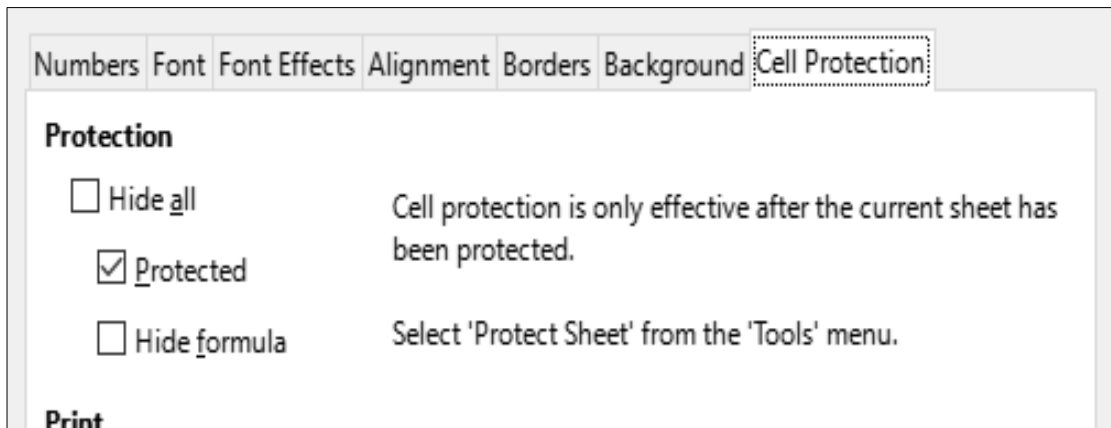 Numbers Font Font Effects Alignment Borders Background Cell Protection
Protection
Hide all
Cell protection is only effective after the current sheet has
been protected.
Protected
Hide formula
Select 'Protect Sheet' from the 'Tools' menu.
Print